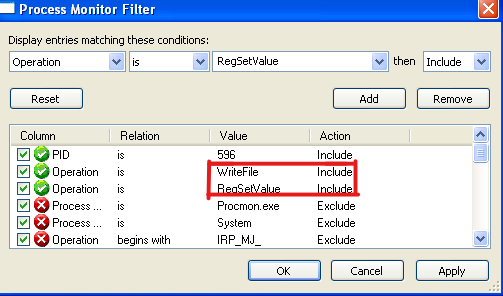 Process Monitor Filter
Display entries matching these conditions:
Operation is RegSetValue then Include
Reset Add Remove
Column Relation Value Action
PID is 596 Include
Operation is WriteFile Include
Operation is RegSetValue Include
Process ... is Procmon.exe Exclude
Process ... is System Exclude
Operation begins with IRP_MJ_ Exclude
OK Cancel Apply